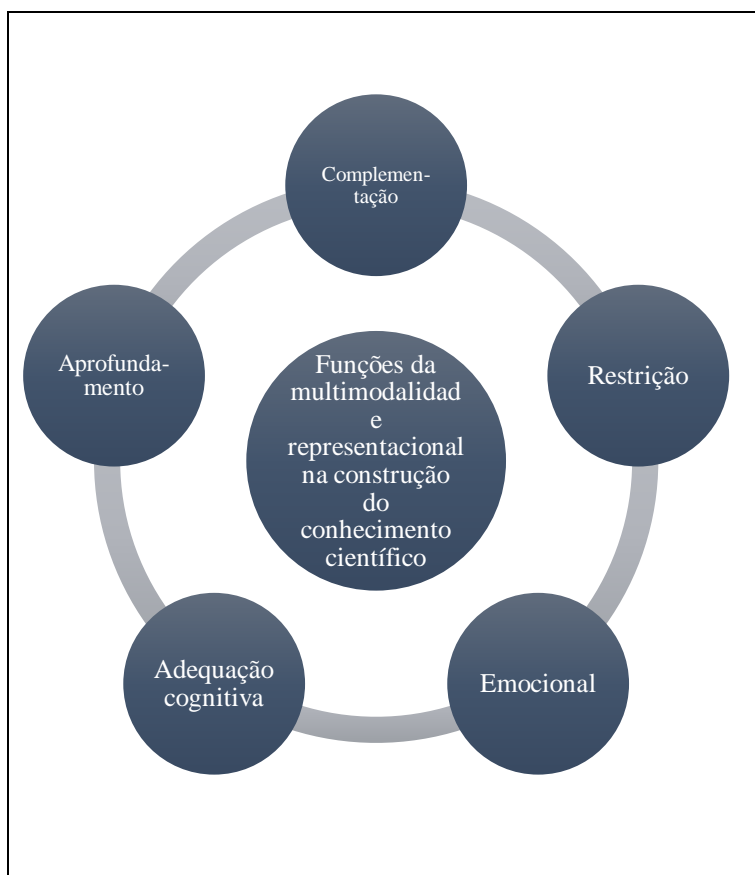 Complemen-
tação
Restrição
Emocional
Adequação
cognitiva
Aprofunda-
mento
Funções da
multimodalidad
e
representacional
na construção
do
conhecimento
científico